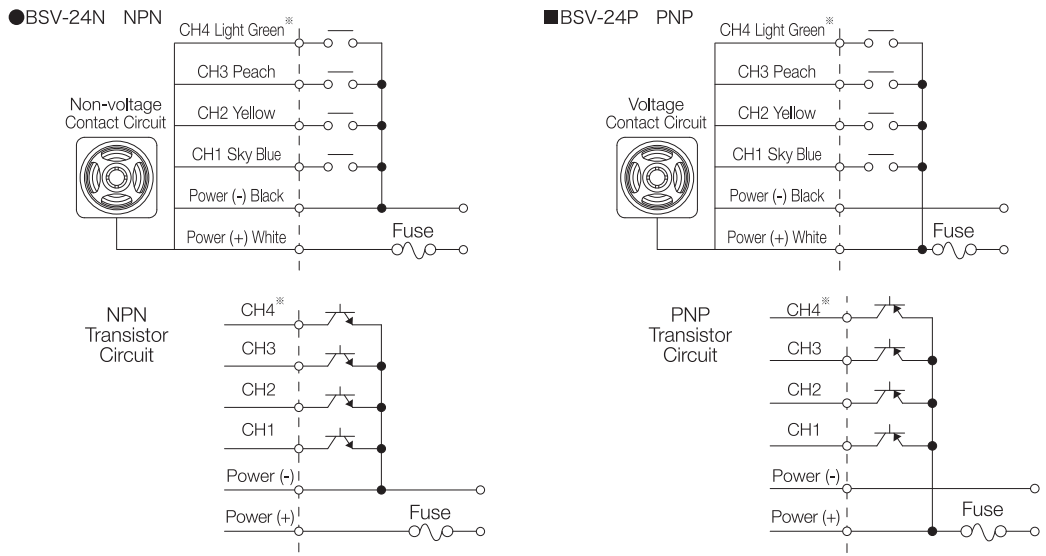 ●BSV-24N NPN
CH4 Light Green※
CH3 Peach
Non-voltage
Contact Circuit
CH2 Yellow
CH1 Sky Blue
Power (-) Black
Power (+) White
Fuse
■BSV-24P PNP
CH4 Light Green※
CH3 Peach
Voltage
Contact Circuit
CH2 Yellow
CH1 Sky Blue
Power (-) Black
Power (+) White
Fuse
NPN
Transistor
Circuit
CH4※
CH3
CH2
CH1
Power (-)
Power (+)
Fuse
PNP
Transistor
Circuit
CH4※
CH3
CH2
CH1
Power (-)
Power (+)
Fuse